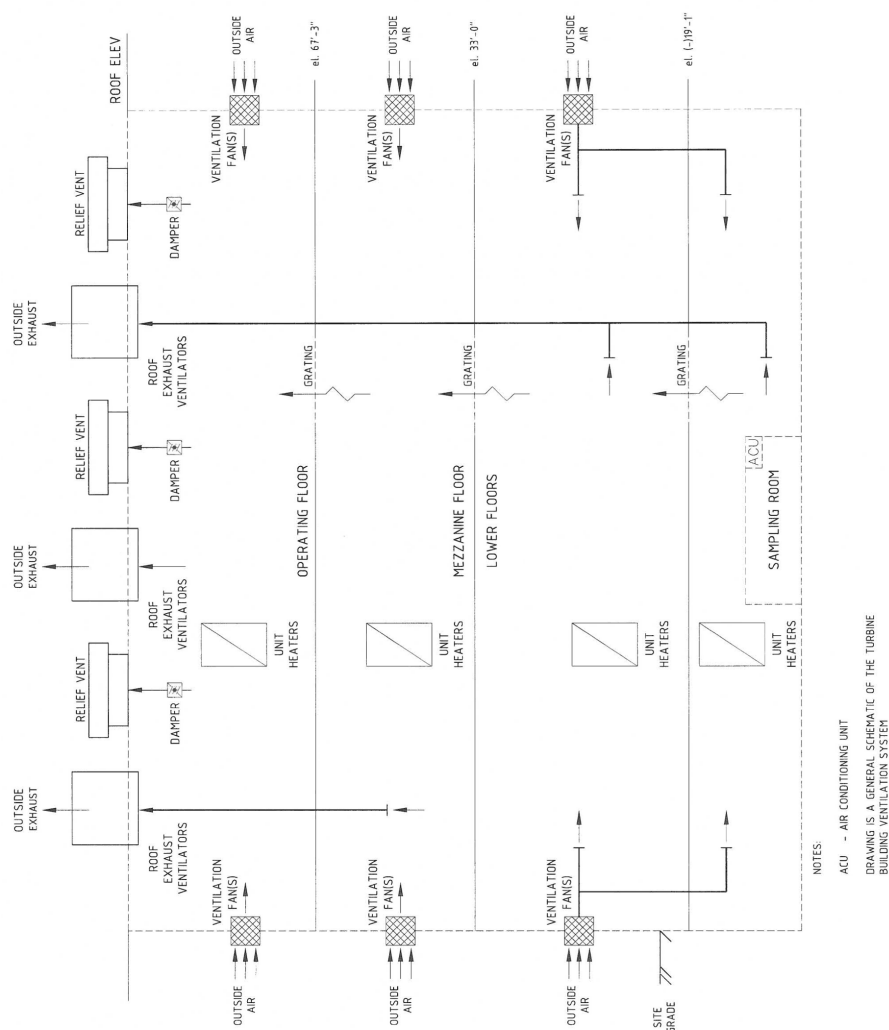 ROOF ELEV
OUTSIDE
EXHAUST
OUTSIDE
EXHAUST
OUTSIDE
EXHAUST
RELIEF VENT
RELIEF VENT
RELIEF VENT
DAMPER
DAMPER
DAMPER
ROOF
EXHAUST
VENTILATORS
ROOF
EXHAUST
VENTILATORS
ROOF
EXHAUST
VENTILATORS
OUTSIDE
AIR
VENTILATION
FAN(S)
UNIT
HEATERS
VENTILATION
FAN(S)
OUTSIDE
AIR
OPERATING FLOOR
GRATING
el. 67'-3"
OUTSIDE
AIR
VENTILATION
FAN(S)
UNIT
HEATERS
VENTILATION
FAN(S)
OUTSIDE
AIR
MEZZANINE FLOOR
GRATING
el. 33'-0"
LOWER FLOORS
OUTSIDE
AIR
VENTILATION
FAN(S)
UNIT
HEATERS
VENTILATION
FAN(S)
OUTSIDE
AIR
SITE
GRADE
GRATING
el. (-)19'-1"
UNIT
HEATERS
ACU
SAMPLING ROOM
NOTES:
ACU - AIR CONDITIONING UNIT
DRAWING IS A GENERAL SCHEMATIC OF THE TURBINE
BUILDING VENTILATION SYSTEM